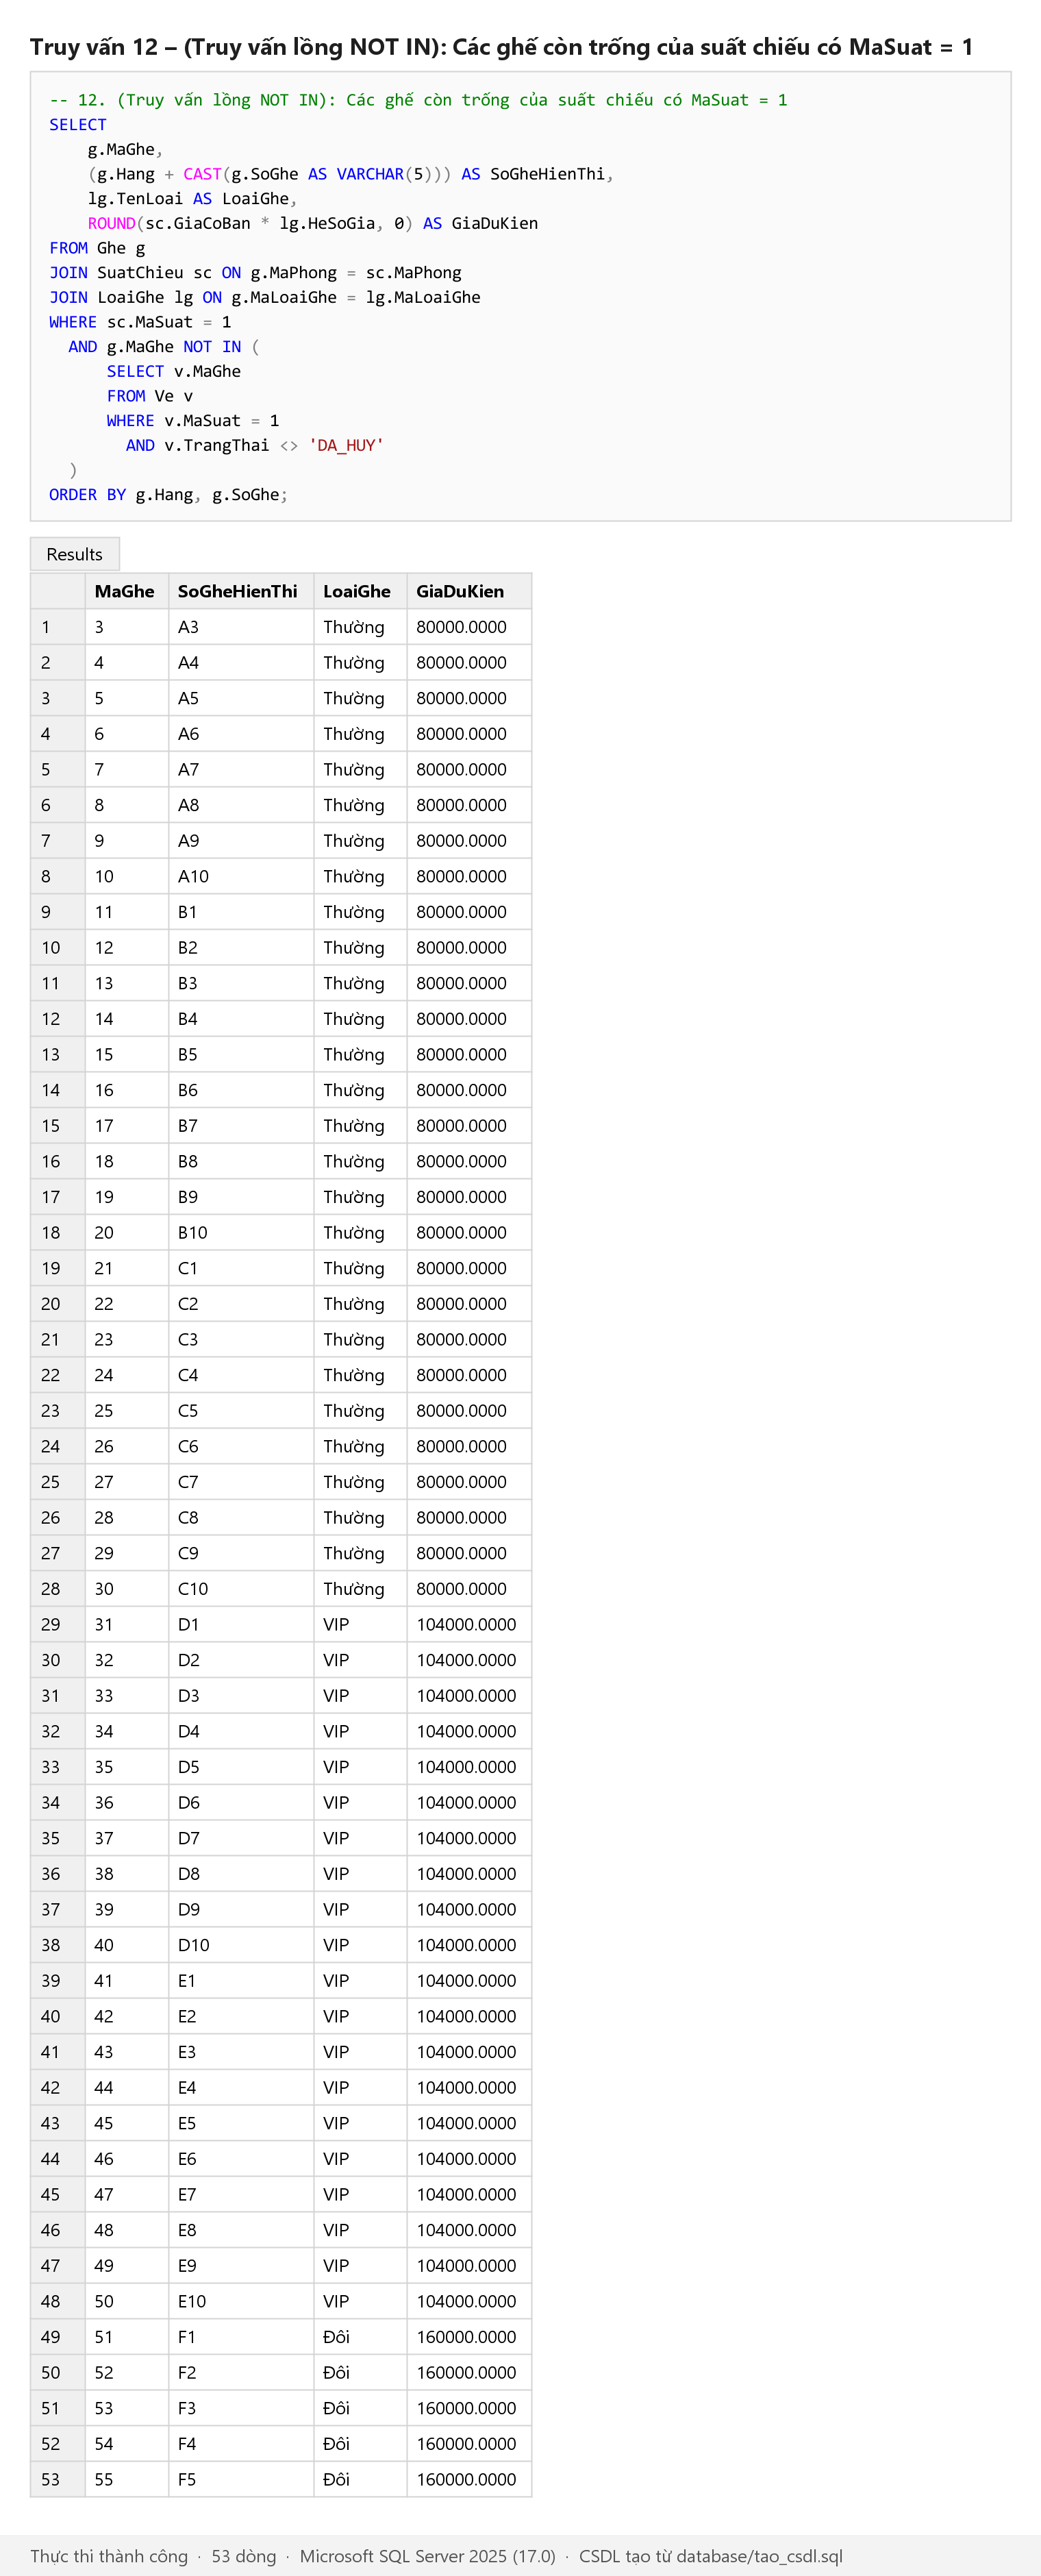 Truy vấn 12 – (Truy vấn lồng NOT IN): Các ghế còn trống của suất chiếu có MaSuat = 1
-- 12. (Truy vấn lồng NOT IN): Các ghế còn trống của suất chiếu có MaSuat = 1
SELECT
    g.MaGhe,
    (g.Hang + CAST(g.SoGhe AS VARCHAR(5))) AS SoGheHienThi,
    lg.TenLoai AS LoaiGhe,
    ROUND(sc.GiaCoBan * lg.HeSoGia, 0) AS GiaDuKien
FROM Ghe g
JOIN SuatChieu sc ON g.MaPhong = sc.MaPhong
JOIN LoaiGhe lg ON g.MaLoaiGhe = lg.MaLoaiGhe
WHERE sc.MaSuat = 1
  AND g.MaGhe NOT IN (
      SELECT v.MaGhe
      FROM Ve v
      WHERE v.MaSuat = 1
        AND v.TrangThai <> 'DA_HUY'
  )
ORDER BY g.Hang, g.SoGhe;
Results
MaGhe SoGheHienThi LoaiGhe GiaDuKien
1 3 A3 Thường 80000.0000
2 4 A4 Thường 80000.0000
3 5 A5 Thường 80000.0000
4 6 A6 Thường 80000.0000
5 7 A7 Thường 80000.0000
6 8 A8 Thường 80000.0000
7 9 A9 Thường 80000.0000
8 10 A10 Thường 80000.0000
9 11 B1 Thường 80000.0000
10 12 B2 Thường 80000.0000
11 13 B3 Thường 80000.0000
12 14 B4 Thường 80000.0000
13 15 B5 Thường 80000.0000
14 16 B6 Thường 80000.0000
15 17 B7 Thường 80000.0000
16 18 B8 Thường 80000.0000
17 19 B9 Thường 80000.0000
18 20 B10 Thường 80000.0000
19 21 C1 Thường 80000.0000
20 22 C2 Thường 80000.0000
21 23 C3 Thường 80000.0000
22 24 C4 Thường 80000.0000
23 25 C5 Thường 80000.0000
24 26 C6 Thường 80000.0000
25 27 C7 Thường 80000.0000
26 28 C8 Thường 80000.0000
27 29 C9 Thường 80000.0000
28 30 C10 Thường 80000.0000
29 31 D1 VIP 104000.0000
30 32 D2 VIP 104000.0000
31 33 D3 VIP 104000.0000
32 34 D4 VIP 104000.0000
33 35 D5 VIP 104000.0000
34 36 D6 VIP 104000.0000
35 37 D7 VIP 104000.0000
36 38 D8 VIP 104000.0000
37 39 D9 VIP 104000.0000
38 40 D10 VIP 104000.0000
39 41 E1 VIP 104000.0000
40 42 E2 VIP 104000.0000
41 43 E3 VIP 104000.0000
42 44 E4 VIP 104000.0000
43 45 E5 VIP 104000.0000
44 46 E6 VIP 104000.0000
45 47 E7 VIP 104000.0000
46 48 E8 VIP 104000.0000
47 49 E9 VIP 104000.0000
48 50 E10 VIP 104000.0000
49 51 F1 Đôi 160000.0000
50 52 F2 Đôi 160000.0000
51 53 F3 Đôi 160000.0000
52 54 F4 Đôi 160000.0000
53 55 F5 Đôi 160000.0000
Thực thi thành công · 53 dòng · Microsoft SQL Server 2025 (17.0) · CSDL tạo từ database/tao_csdl.sql